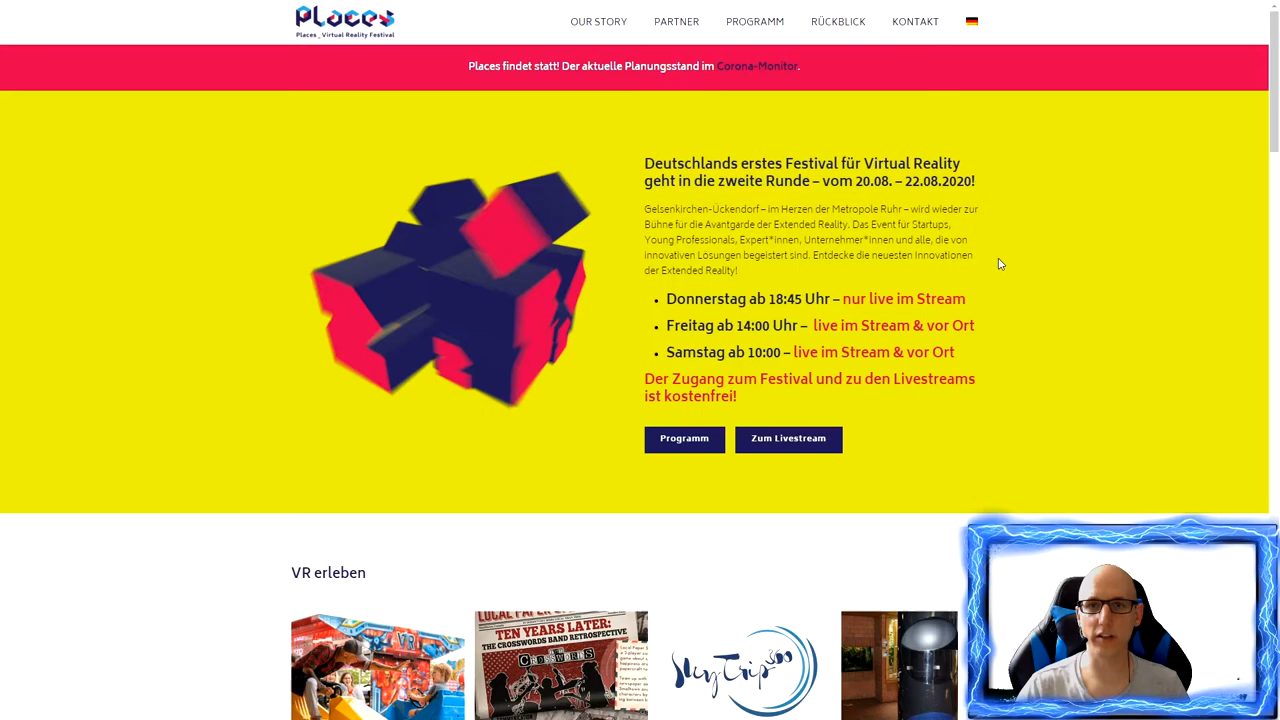 Places
Places _ Virtual Reality Festival
OUR STORY
PARTNER
PROGRAMM
RÜCKBLICK
KONTAKT
Places findet statt! Der aktuelle Planungsstand im Corona-Monitor.
Deutschlands erstes Festival für Virtual Reality
geht in die zweite Runde – vom 20.08. – 22.08.2020!
Gelsenkirchen-Ückendorf – im Herzen der Metropole Ruhr – wird wieder zur
Bühne für die Avantgarde der Extended Reality. Das Event für Startups,
Young Professionals, Expert*innen, Unternehmer*innen und alle, die von
innovativen Lösungen begeistert sind. Entdecke die neuesten Innovationen
der Extended Reality!
• Donnerstag ab 18:45 Uhr – nur live im Stream
• Freitag ab 14:00 Uhr – live im Stream & vor Ort
• Samstag ab 10:00 – live im Stream & vor Ort
Der Zugang zum Festival und zu den Livestreams
ist kostenfrei!
Programm
Zum Livestream
VR erleben
VR
LOCAL PAPER
TEN YEARS LATER:
THE CROSSWORDS BAND RETROSPECTIVE
THE
CROSSWORDS
MyTrip360